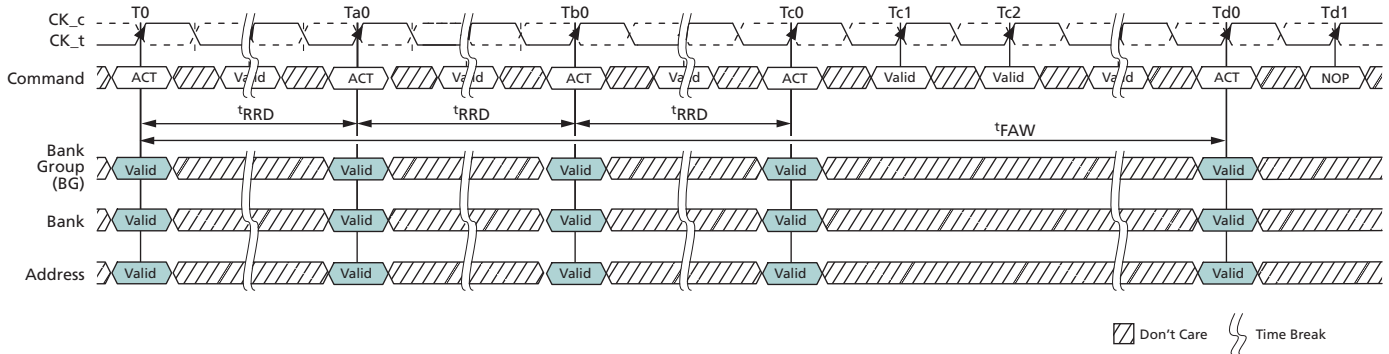 T0 Ta0 Tb0 Tc0 Tc1 Tc2 Td0 Td1
CK_c
CK_t
Command ACT Valid ACT Valid ACT Valid ACT Valid Valid Valid ACT NOP
tRRD tRRD tRRD
tFAW
Bank
Group
(BG)
Valid Valid Valid Valid Valid
Bank Valid Valid Valid Valid Valid
Address Valid Valid Valid Valid Valid
Don't Care Time Break